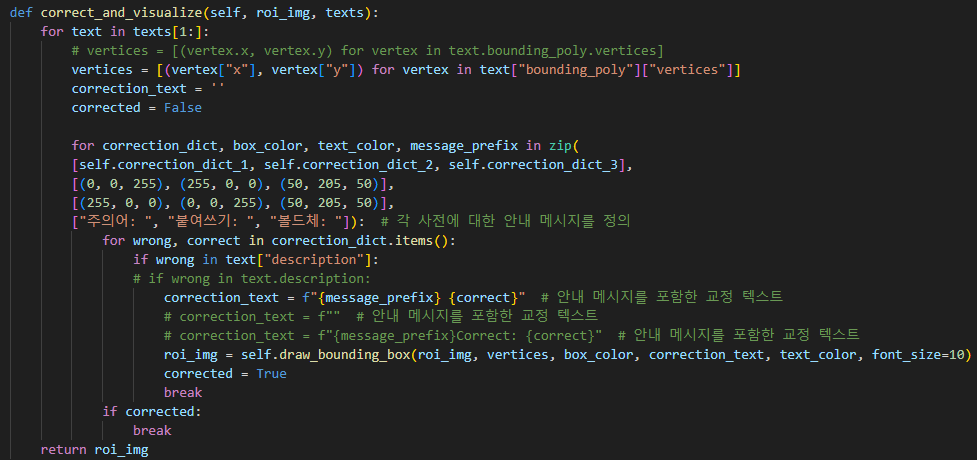 def correct_and_visualize(self, roi_img, texts):
    for text in texts[1:]:
        # vertices = [(vertex.x, vertex.y) for vertex in text.bounding_poly.vertices]
        vertices = [(vertex["x"], vertex["y"]) for vertex in text["bounding_poly"]["vertices"]]
        correction_text = ''
        corrected = False

        for correction_dict, box_color, text_color, message_prefix in zip(
        [self.correction_dict_1, self.correction_dict_2, self.correction_dict_3],
        [(0, 0, 255), (255, 0, 0), (50, 205, 50)],
        [(255, 0, 0), (0, 0, 255), (50, 205, 50)],
        ["주의어: ", "붙여쓰기: ", "볼드체: "]):  # 각 사전에 대한 안내 메시지를 정의
            for wrong, correct in correction_dict.items():
                if wrong in text["description"]:
                # if wrong in text.description:
                    correction_text = f"{message_prefix} {correct}"  # 안내 메시지를 포함한 교정 텍스트
                    # correction_text = f""  # 안내 메시지를 포함한 교정 텍스트
                    # correction_text = f"{message_prefix}Correct: {correct}"  # 안내 메시지를 포함한 교정 텍스트
                    roi_img = self.draw_bounding_box(roi_img, vertices, box_color, correction_text, text_color, font_size=10)
                    corrected = True
                    break
            if corrected:
                break
    return roi_img